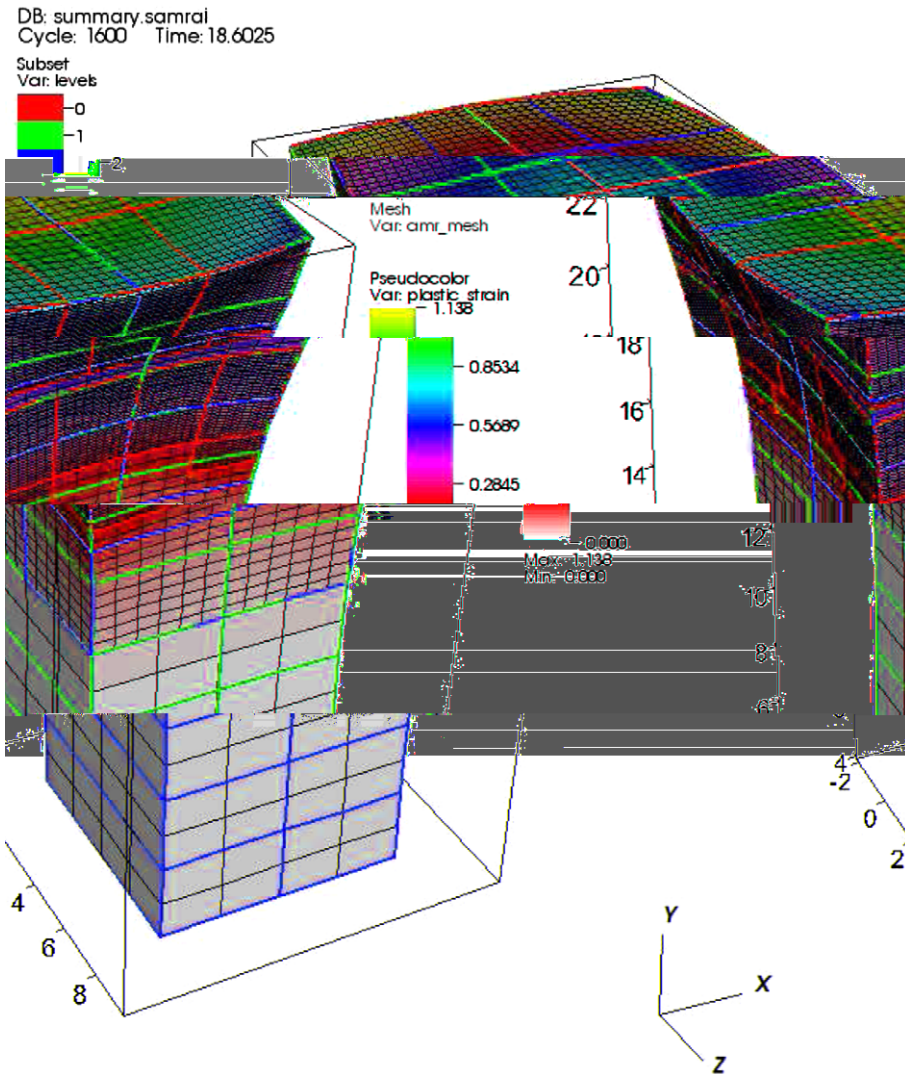 DB: summary.samrai
Cycle: 1600 Time: 18.6025
Subset
Var: levels
0
1
2
Mesh
Var: amr_mesh
Pseudocolor
Var: plastic_strain
1.138
0.8534
0.5689
0.2845
0.000
Max: 1.138
Min: 0.000
22
20
18
16
14
12
10
8
6
4
-2
0
2
4
6
8
Y
X
Z